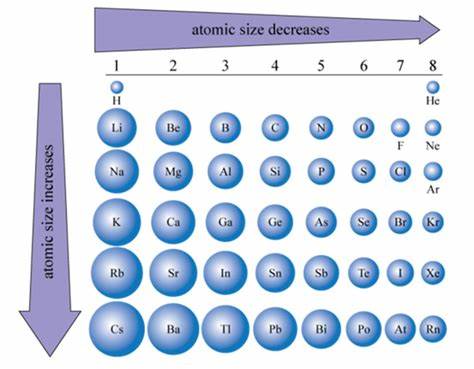 atomic size decreases
1 2 3 4 5 6 7 8
H He
Li Be B C N O F Ne
Na Mg Al Si P S Cl Ar
K Ca Ga Ge As Se Br Kr
Rb Sr In Sn Sb Te I Xe
Cs Ba Tl Pb Bi Po At Rn
atomic size increases